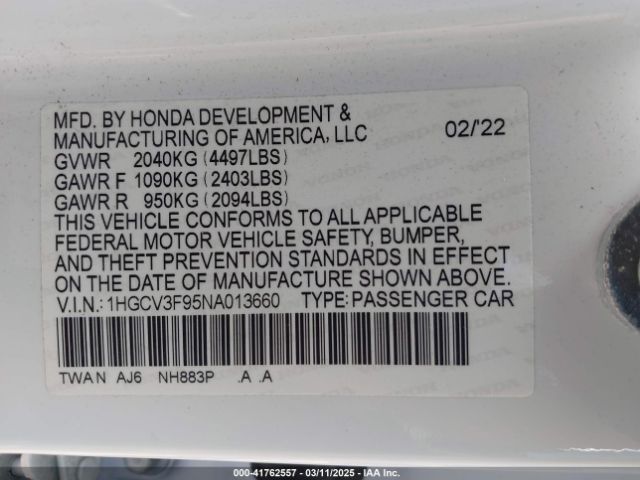 MFD. BY HONDA DEVELOPMENT &
MANUFACTURING OF AMERICA, LLC 02/'22
GVWR 2040KG (4497LBS)
GAWR F 1090KG (2403LBS)
GAWR R 950KG (2094LBS)
THIS VEHICLE CONFORMS TO ALL APPLICABLE
FEDERAL MOTOR VEHICLE SAFETY, BUMPER,
AND THEFT PREVENTION STANDARDS IN EFFECT
ON THE DATE OF MANUFACTURE SHOWN ABOVE.
V.I.N.: 1HGCV3F95NA013660 TYPE: PASSENGER CAR
TWAN AJ6 NH883P .A .A
000-41762557 - 03/11/2025 - IAA Inc.